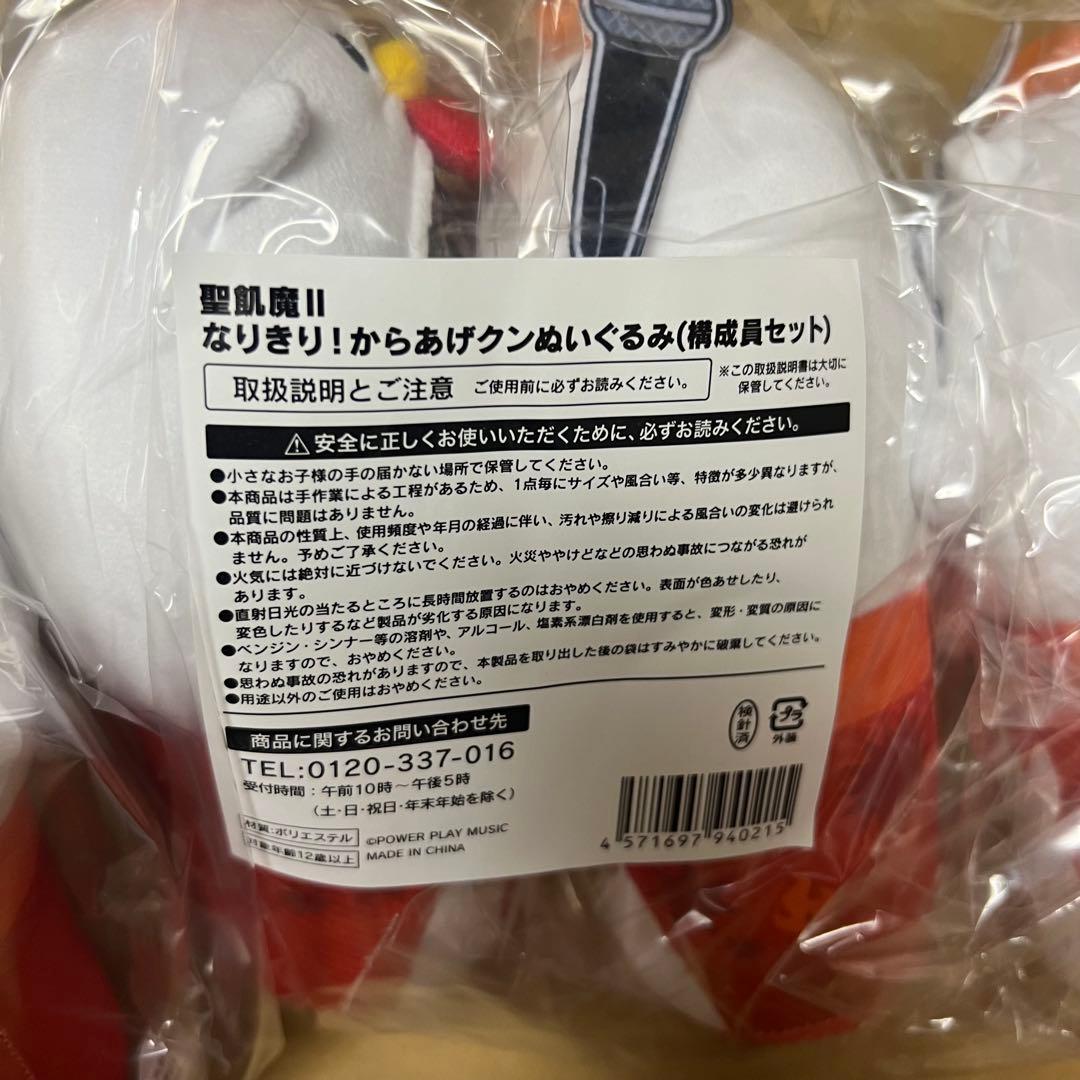 聖飢魔II
なりきり!からあげクンぬいぐるみ(構成員セット)
取扱説明とご注意 ご使用前に必ずお読みください。
※この取扱説明書は大切に
保管してください。
⚠安全に正しくお使いいただくために、必ずお読みください。
●小さなお子様の手の届かない場所で保管してください。
●本商品は手作業による工程があるため、1点毎にサイズや風合い等、特徴が多少異なりますが、
品質に問題はありません。
●本商品の性質上、使用頻度や年月の経過に伴い、汚れや擦り減りによる風合いの変化は避けられ
ません。予めご了承ください。
●火気には絶対に近づけないでください。火災ややけどなどの思わぬ事故につながる恐れが
あります。
●直射日光の当たるところに長時間放置するのはおやめください。表面が色あせしたり、
変色したりするなど製品が劣化する原因になります。
●ベンジン・シンナー等の溶剤や、アルコール、塩素系漂白剤を使用すると、変形・変質の原因に
なりますので、おやめください。
●思わぬ事故の恐れがありますので、本製品を取り出した後の袋はすみやかに破棄してください。
●用途以外のご使用はおやめください。
商品に関するお問い合わせ先
TEL:0120-337-016
受付時間:午前10時〜午後5時
(土・日・祝日・年末年始を除く)
材質:ポリエステル
対象年齢12歳以上
©POWER PLAY MUSIC
MADE IN CHINA
検針済
プラ
外装
4 571697 940215